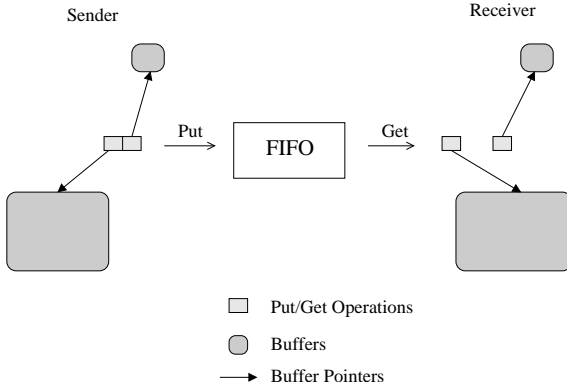 Sender
Receiver
Put
FIFO
Get
Put/Get Operations
Buffers
Buffer Pointers